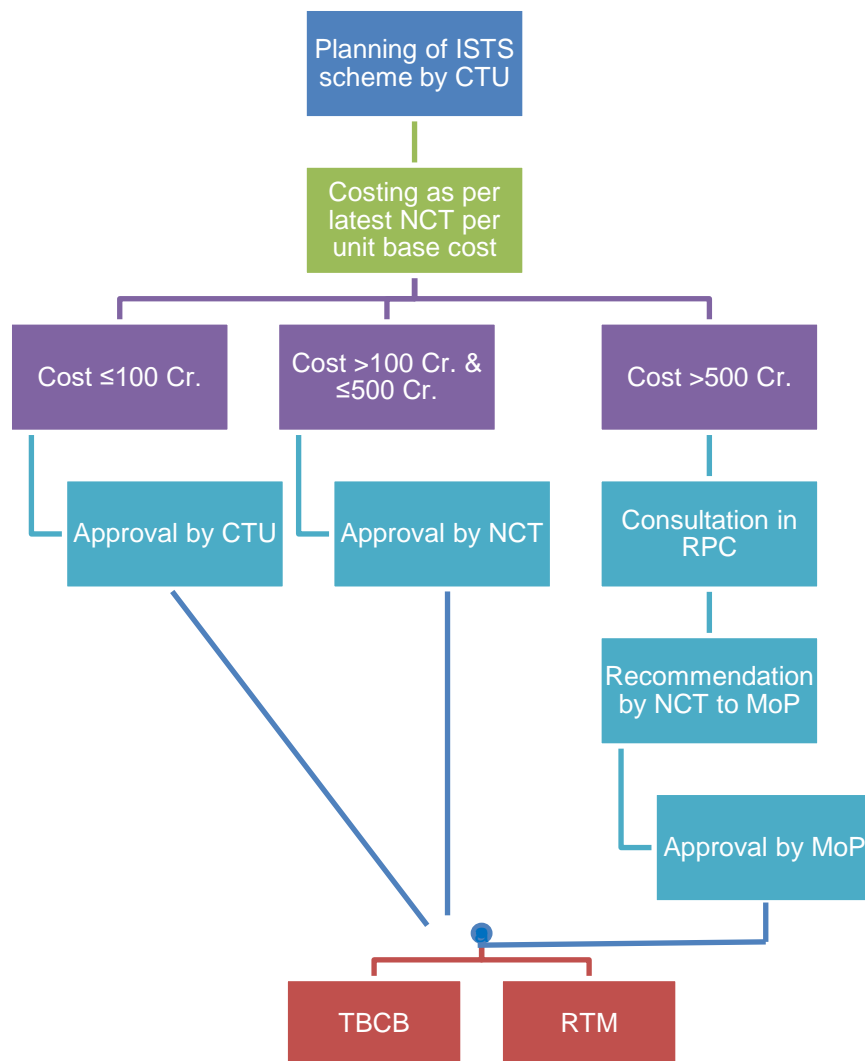 Planning of ISTS
scheme by CTU
Costing as per
latest NCT per
unit base cost
Cost ≤100 Cr.
Cost >100 Cr. &
≤500 Cr.
Cost >500 Cr.
Approval by CTU
Approval by NCT
Consultation in
RPC
Recommendation
by NCT to MoP
Approval by MoP
TBCB
RTM